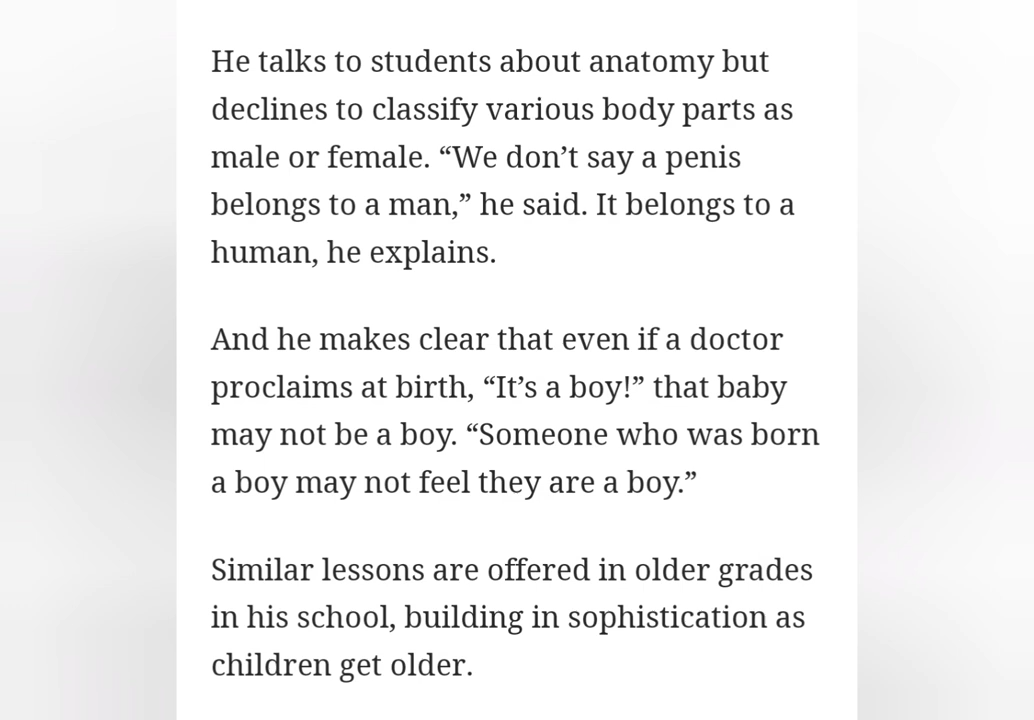 He talks to students about anatomy but
declines to classify various body parts as
male or female. “We don’t say a penis
belongs to a man,” he said. It belongs to a
human, he explains.
And he makes clear that even if a doctor
proclaims at birth, “It’s a boy!” that baby
may not be a boy. “Someone who was born
a boy may not feel they are a boy.”
Similar lessons are offered in older grades
in his school, building in sophistication as
children get older.